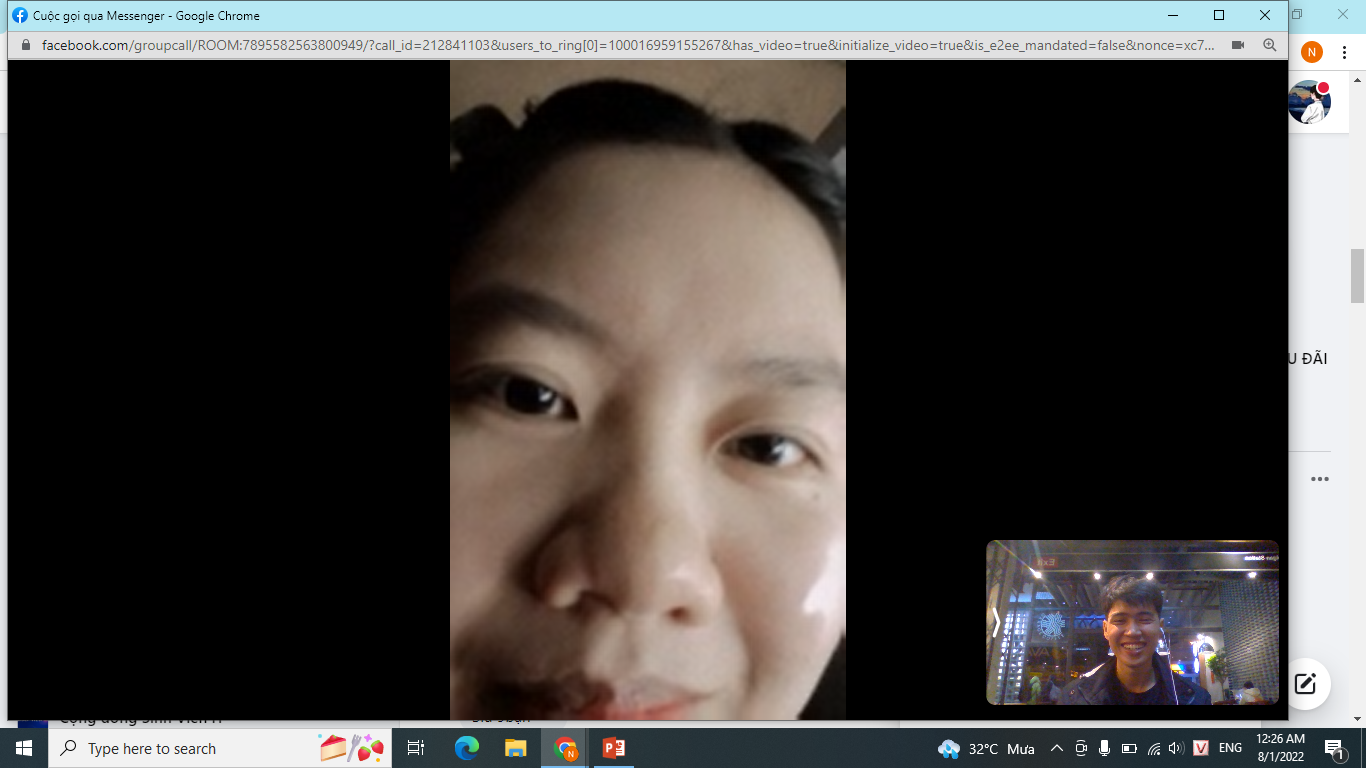 Cuộc gọi qua Messenger - Google Chrome
facebook.com/groupcall/ROOM:7895582563800949/?call_id=212841103&users_to_ring[0]=100016959155267&has_video=true&initialize_video=true&is_e2ee_mandated=false&nonce=xc7...
N
U ĐÃI
Type here to search
N
32°C Mưa
V
ENG
12:26 AM
8/1/2022
1